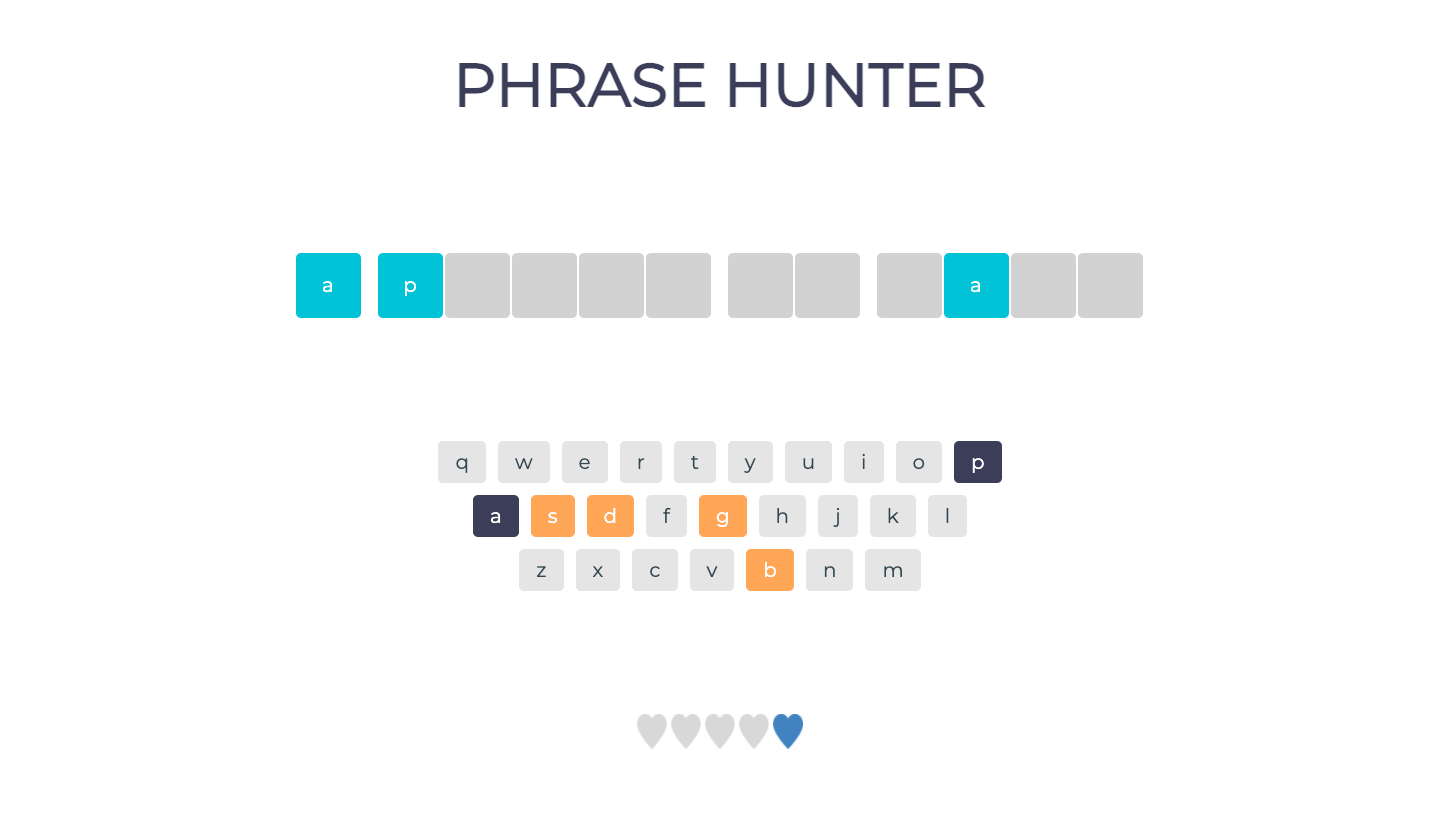 PHRASE HUNTER
a p a
q w e r t y u i o p
a s d f g h j k l
z x c v b n m